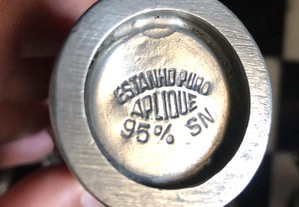 ESTANHO PURO
APLIQUE
95% SN